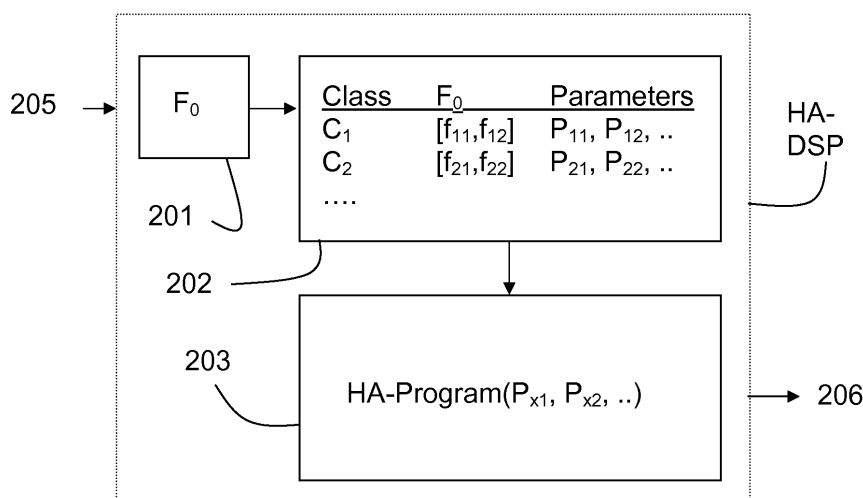 205
F₀
201
Class F₀ Parameters
C₁ [f₁₁,f₁₂] P₁₁, P₁₂, ..
C₂ [f₂₁,f₂₂] P₂₁, P₂₂, ..
....
HA-
DSP
202
203
HA-Program(Pₓ₁, Pₓ₂, ..)
206